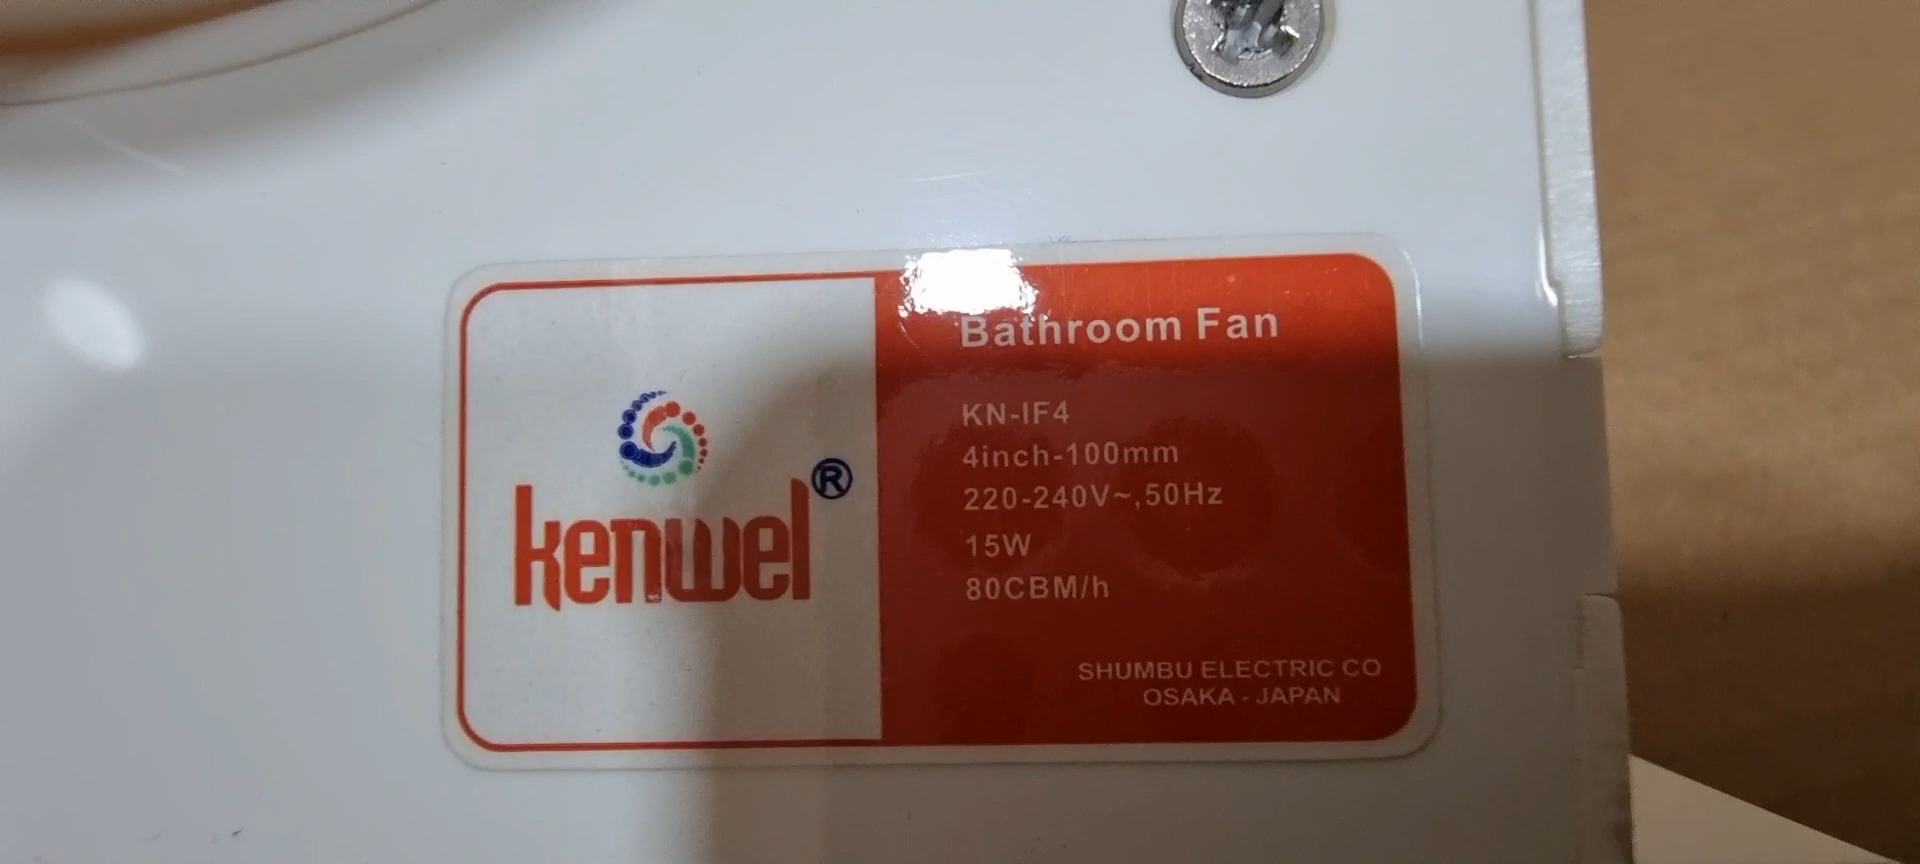 kenwel®
Bathroom Fan
KN-IF4
4inch-100mm
220-240V~,50Hz
15W
80CBM/h
SHUMBU ELECTRIC CO
OSAKA - JAPAN